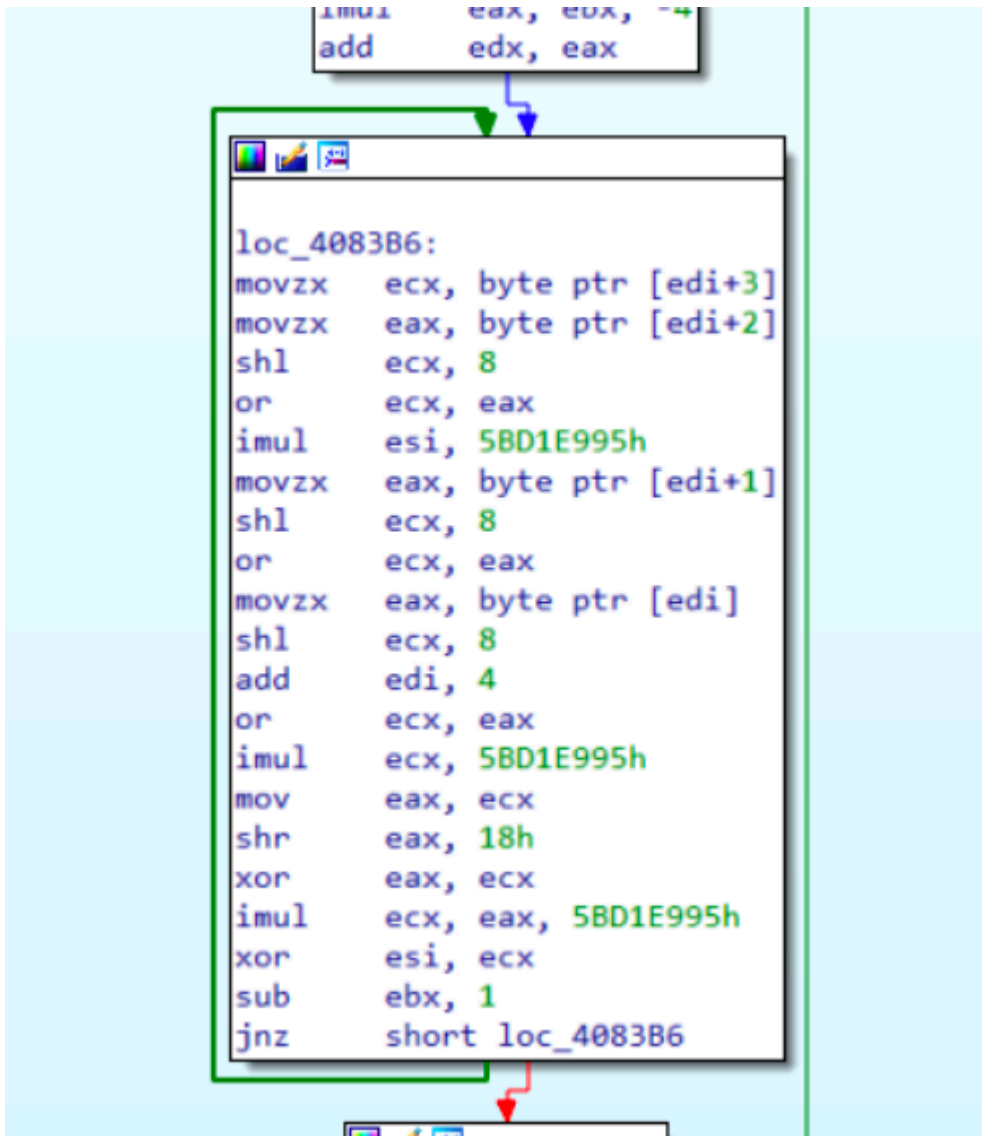 imul eax, ebx, -4
add edx, eax
loc_4083B6:
movzx ecx, byte ptr [edi+3]
movzx eax, byte ptr [edi+2]
shl ecx, 8
or ecx, eax
imul esi, 5BD1E995h
movzx eax, byte ptr [edi+1]
shl ecx, 8
or ecx, eax
movzx eax, byte ptr [edi]
shl ecx, 8
add edi, 4
or ecx, eax
imul ecx, 5BD1E995h
mov eax, ecx
shr eax, 18h
xor eax, ecx
imul ecx, eax, 5BD1E995h
xor esi, ecx
sub ebx, 1
jnz short loc_4083B6